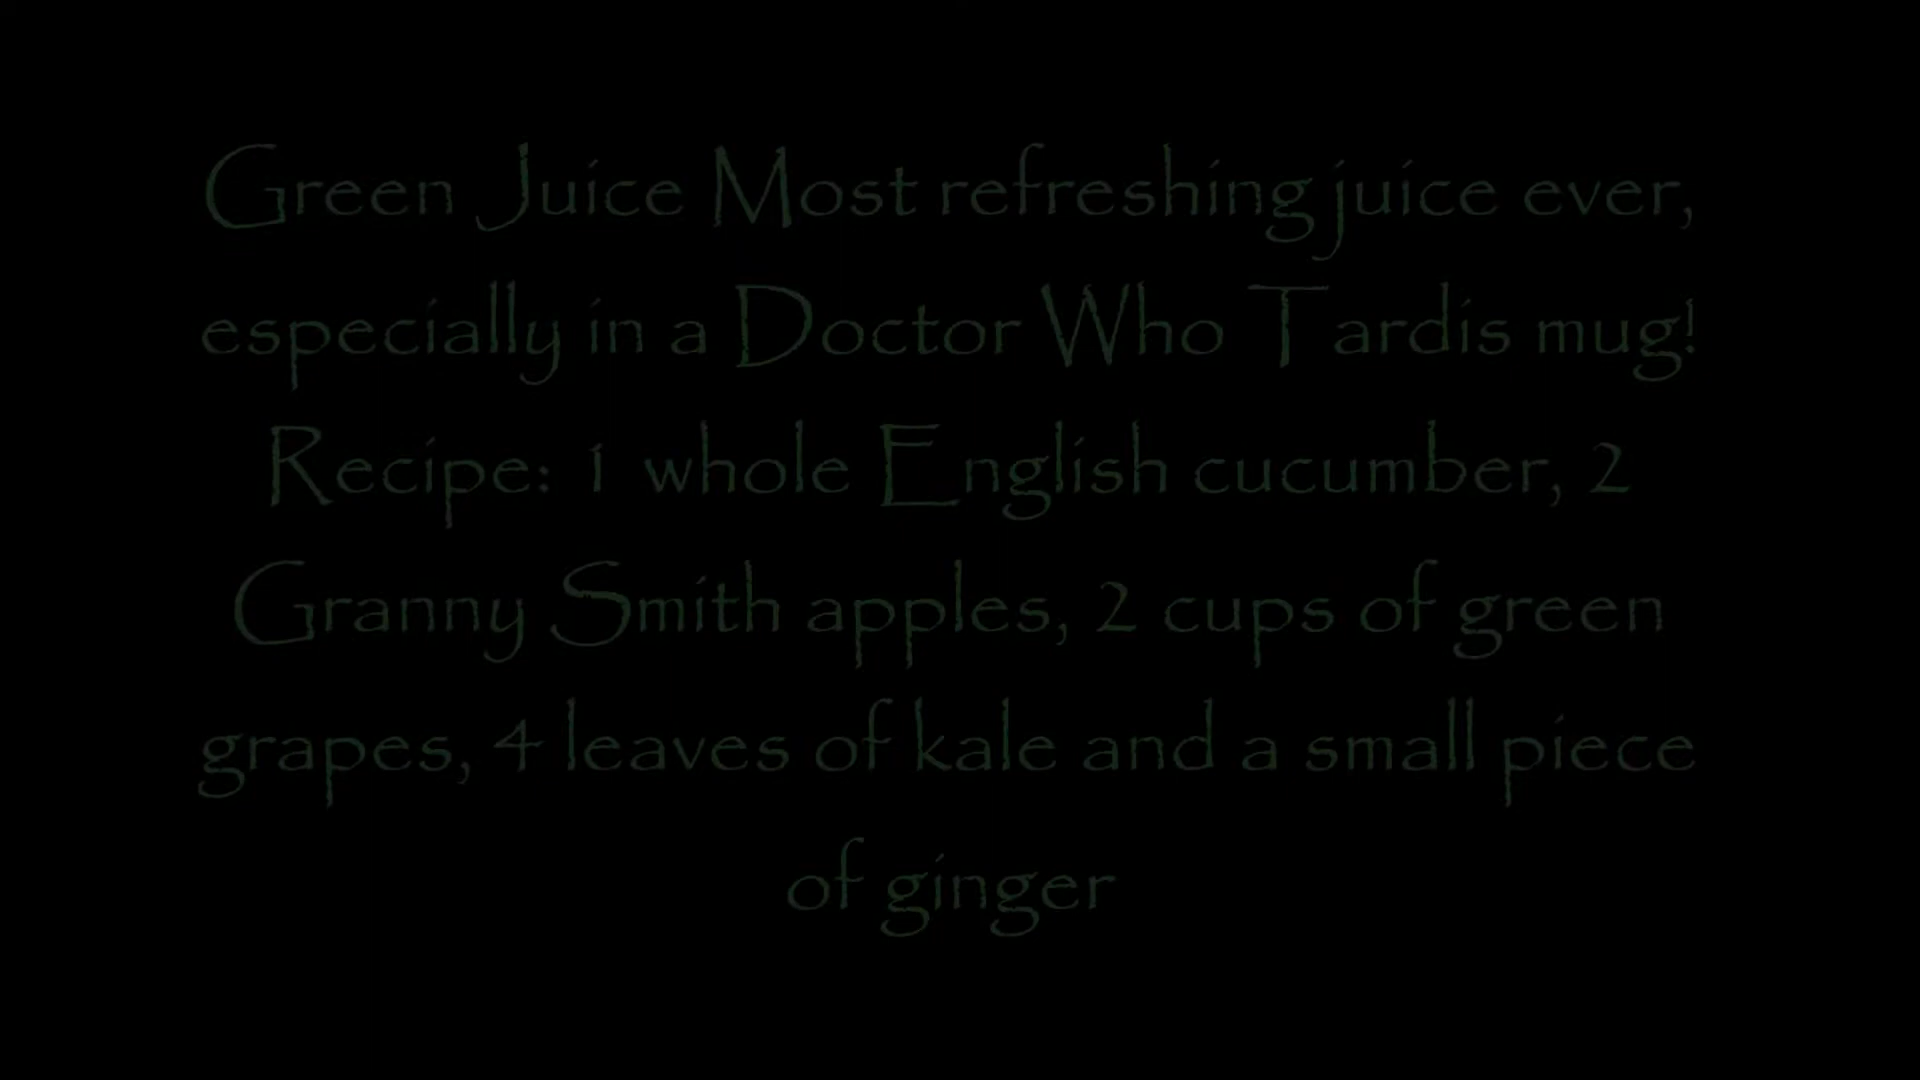 Green Juice Most refreshing juice ever,
especially in a Doctor Who Tardis mug!
Recipe: 1 whole English cucumber, 2
Granny Smith apples, 2 cups of green
grapes, 4 leaves of kale and a small piece
of ginger